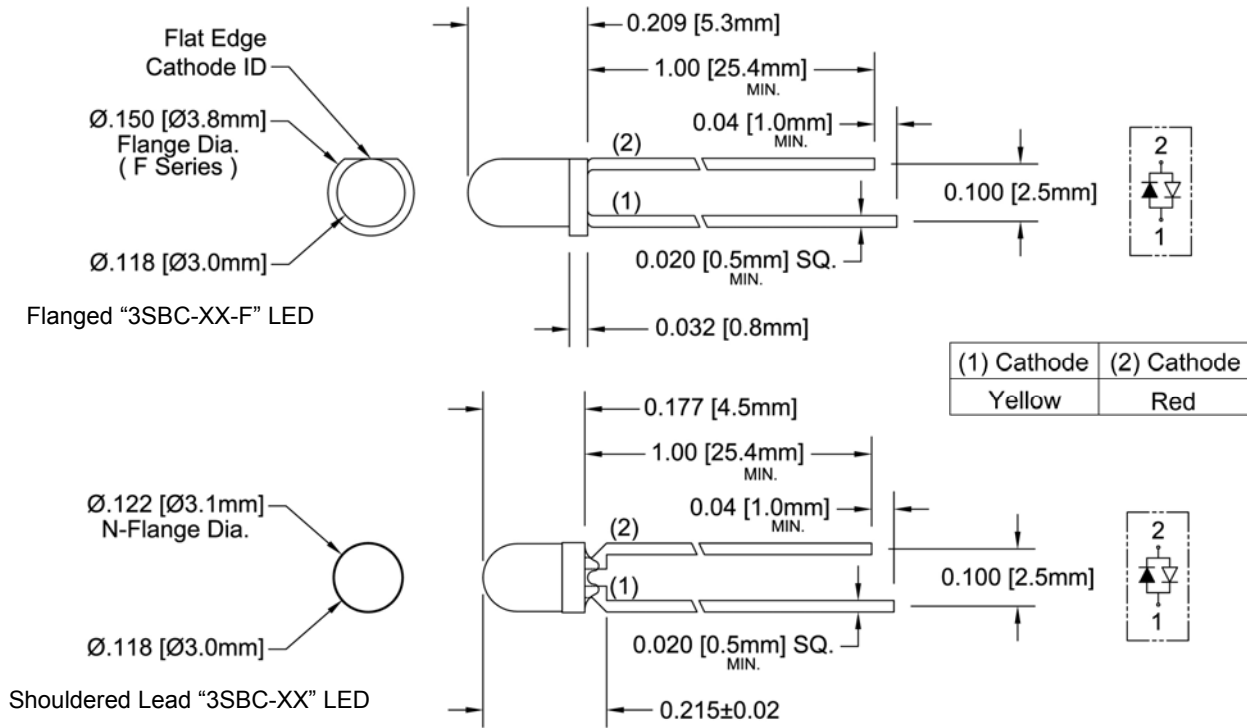 0.209 [5.3mm]
Flat Edge
Cathode ID
1.00 [25.4mm]
MIN.
Ø.150 [Ø3.8mm]
Flange Dia.
( F Series )
0.04 [1.0mm]
MIN.
(2)
(1)
0.100 [2.5mm]
2
1
Ø.118 [Ø3.0mm]
0.020 [0.5mm] SQ.
MIN.
Flanged “3SBC-XX-F” LED
0.032 [0.8mm]
(1) Cathode (2) Cathode
Yellow Red
0.177 [4.5mm]
1.00 [25.4mm]
MIN.
Ø.122 [Ø3.1mm]
N-Flange Dia.
0.04 [1.0mm]
MIN.
(2)
(1)
0.100 [2.5mm]
2
1
Ø.118 [Ø3.0mm]
0.020 [0.5mm] SQ.
MIN.
Shouldered Lead “3SBC-XX” LED
0.215±0.02